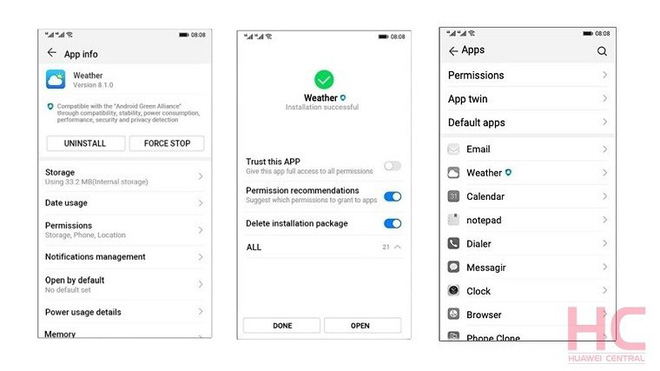 08:08
App info
Weather
Version 8.1.0
Compatible with the "Android Green Alliance"
through compatibility, stability, power consumption,
performance, security and privacy detection
UNINSTALL
FORCE STOP
Storage
Using 33.2 MB(Internal storage)
Date usage
Permissions
Storage, Phone, Location
Notifications management
Open by default
No default set
Power usage details
Memory
08:08
Weather
Installation successful
Trust this APP
Give this app full access to all permissions
Permission recommendations
Suggest which permissions to grant to apps
Delete installation package
ALL
21
DONE
OPEN
08:08
Apps
Permissions
App twin
Default apps
Email
Weather
31
Calendar
notepad
Dialer
Messagir
Clock
Browser
Phone Clone
HC
HUAWEI CENTRAL